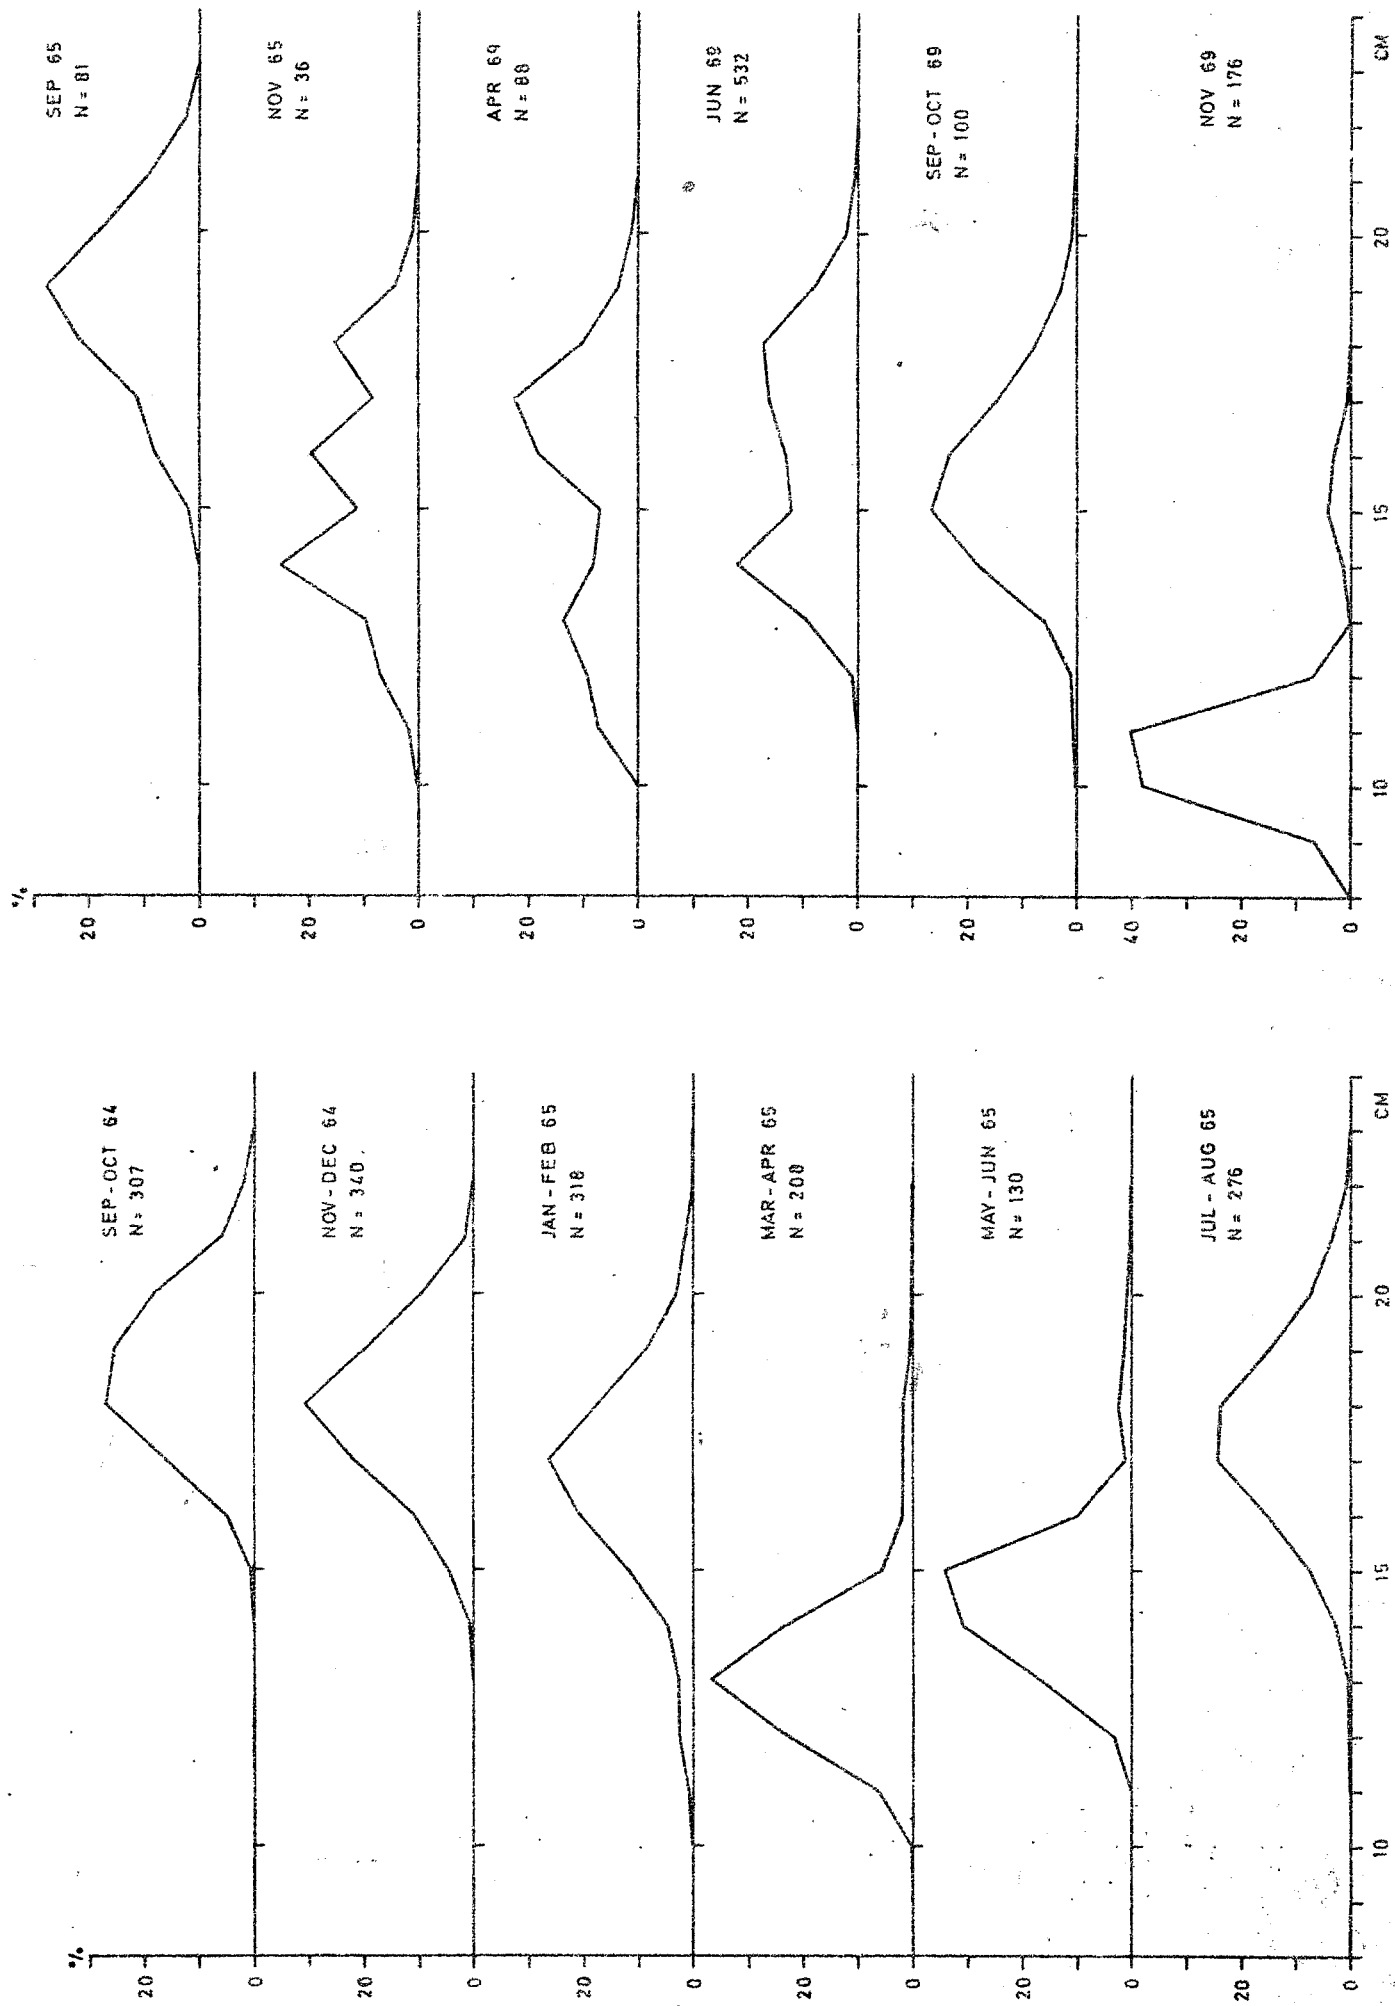 %
SEP-OCT 64
N = 307
20
0
NOV-DEC 64
N = 340
20
0
JAN-FEB 65
N = 318
20
0
MAR-APR 65
N = 208
20
0
MAY-JUN 65
N = 130
20
0
JUL-AUG 65
N = 276
20
0
10
15
20
CM
%
SEP 65
N = 81
20
0
NOV 65
N = 36
20
0
APR 69
N = 88
20
0
JUN 69
N = 532
20
0
SEP-OCT 69
N = 100
20
0
NOV 69
N = 176
40
20
0
10
15
20
CM